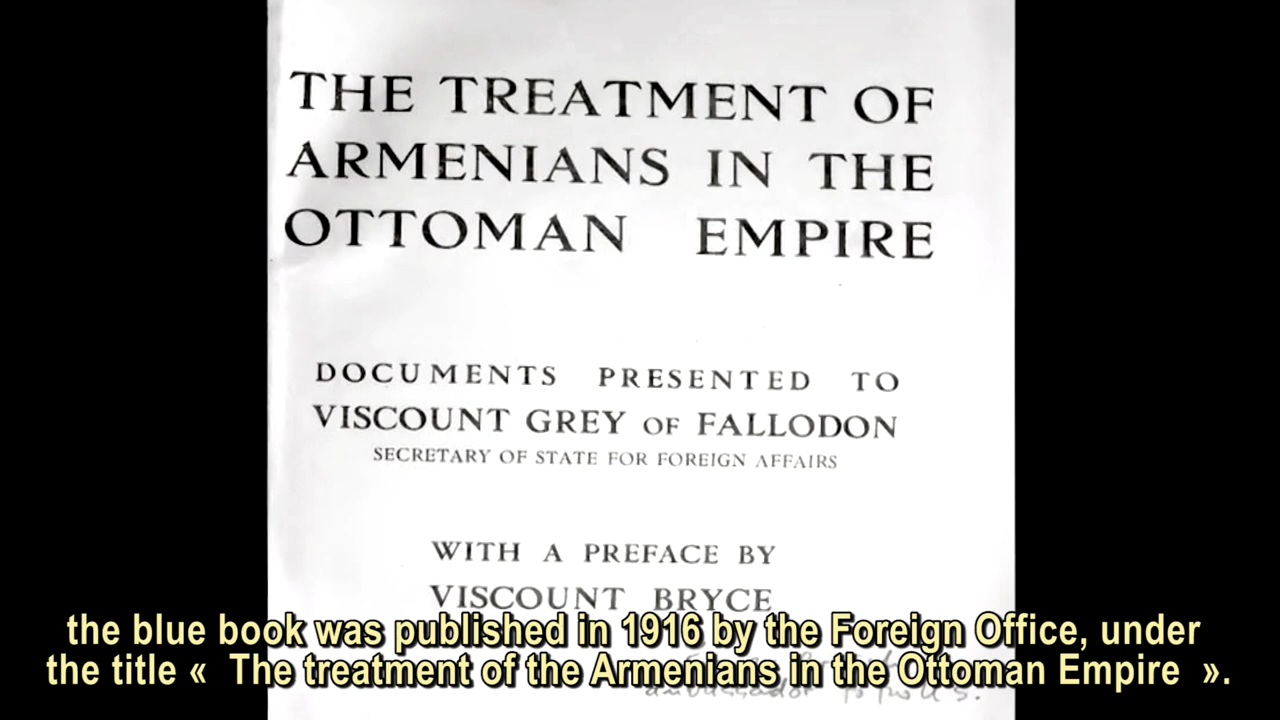 THE TREATMENT OF
ARMENIANS IN THE
OTTOMAN EMPIRE
DOCUMENTS PRESENTED TO
VISCOUNT GREY OF FALLODON
SECRETARY OF STATE FOR FOREIGN AFFAIRS
WITH A PREFACE BY
VISCOUNT BRYCE
the blue book was published in 1916 by the Foreign Office, under
the title « The treatment of the Armenians in the Ottoman Empire ».
ambassador to